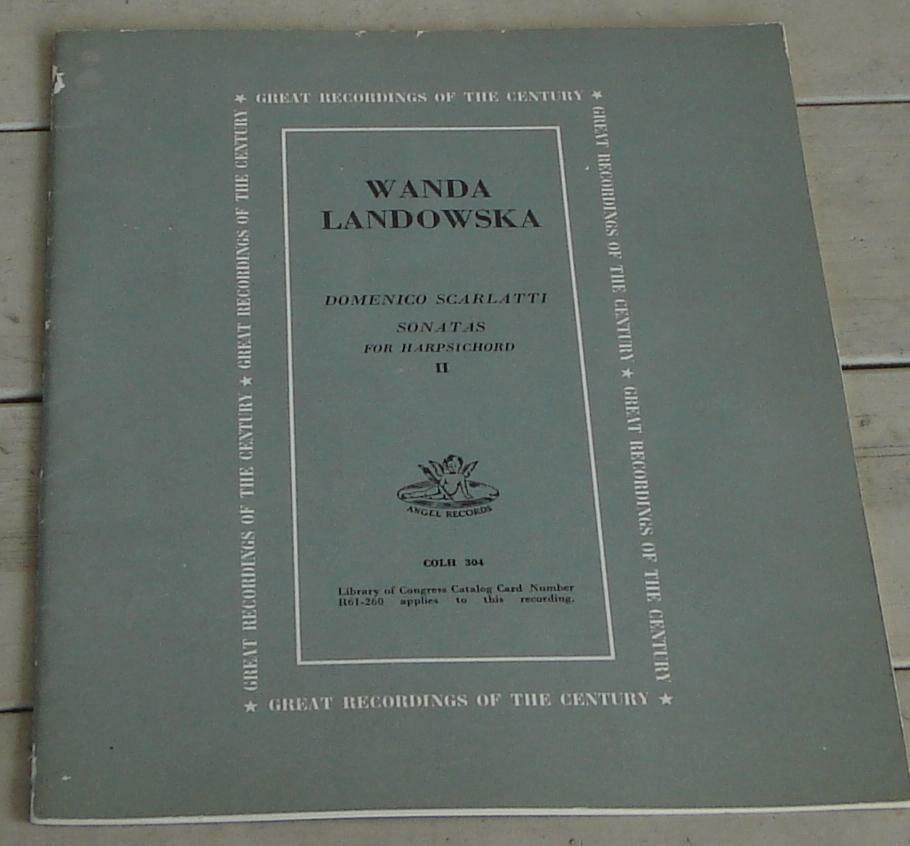 ★ GREAT RECORDINGS OF THE CENTURY ★
GREAT RECORDINGS OF THE CENTURY ★ GREAT RECORDINGS OF THE CENTURY
GREAT RECORDINGS OF THE CENTURY ★ GREAT RECORDINGS OF THE CENTURY
WANDA
LANDOWSKA
DOMENICO SCARLATTI
SONATAS
FOR HARPSICHORD
II
ANGEL RECORDS
COLH 304
Library of Congress Catalog Card Number
R61-260 applies to this recording.
★ GREAT RECORDINGS OF THE CENTURY ★